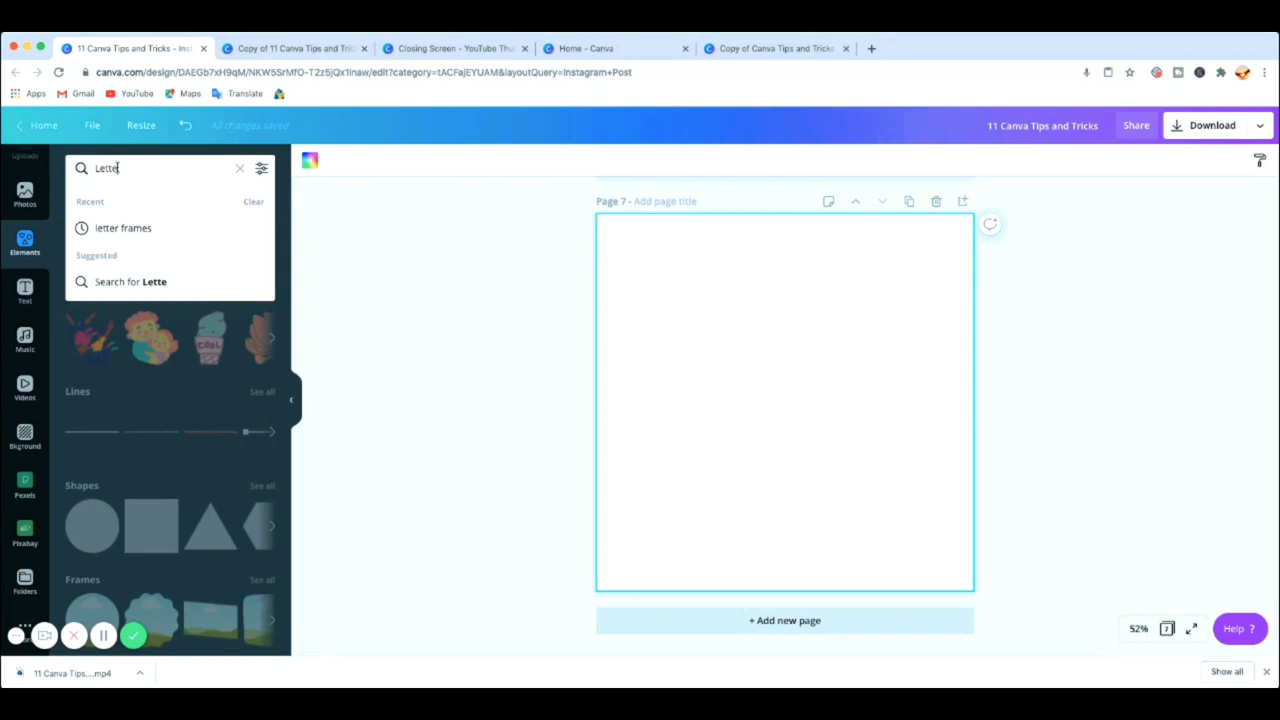 11 Canva Tips and Tricks - Inst
Copy of 11 Canva Tips and Tric
Closing Screen - YouTube Thu
Home - Canva
Copy of Canva Tips and Tricks
canva.com/design/DAEGb7xH9qM/NKW5SrMfO-T2z5jQx1Inaw/edit?category=tACFajEYUAM&layoutQuery=Instagram+Post
Apps
Gmail
YouTube
Maps
Translate
Home
File
Resize
All changes saved
11 Canva Tips and Tricks
Share
Download
Uploads
Photos
Elements
Text
Music
Videos
Bkground
Pexels
Pixabay
Folders
Lette
Recent
Clear
letter frames
Suggested
Search for Lette
COOL
Lines
See all
Shapes
See all
Frames
See all
Page 7 - Add page title
+ Add new page
52%
7
Help ?
11 Canva Tips....mp4
Show all